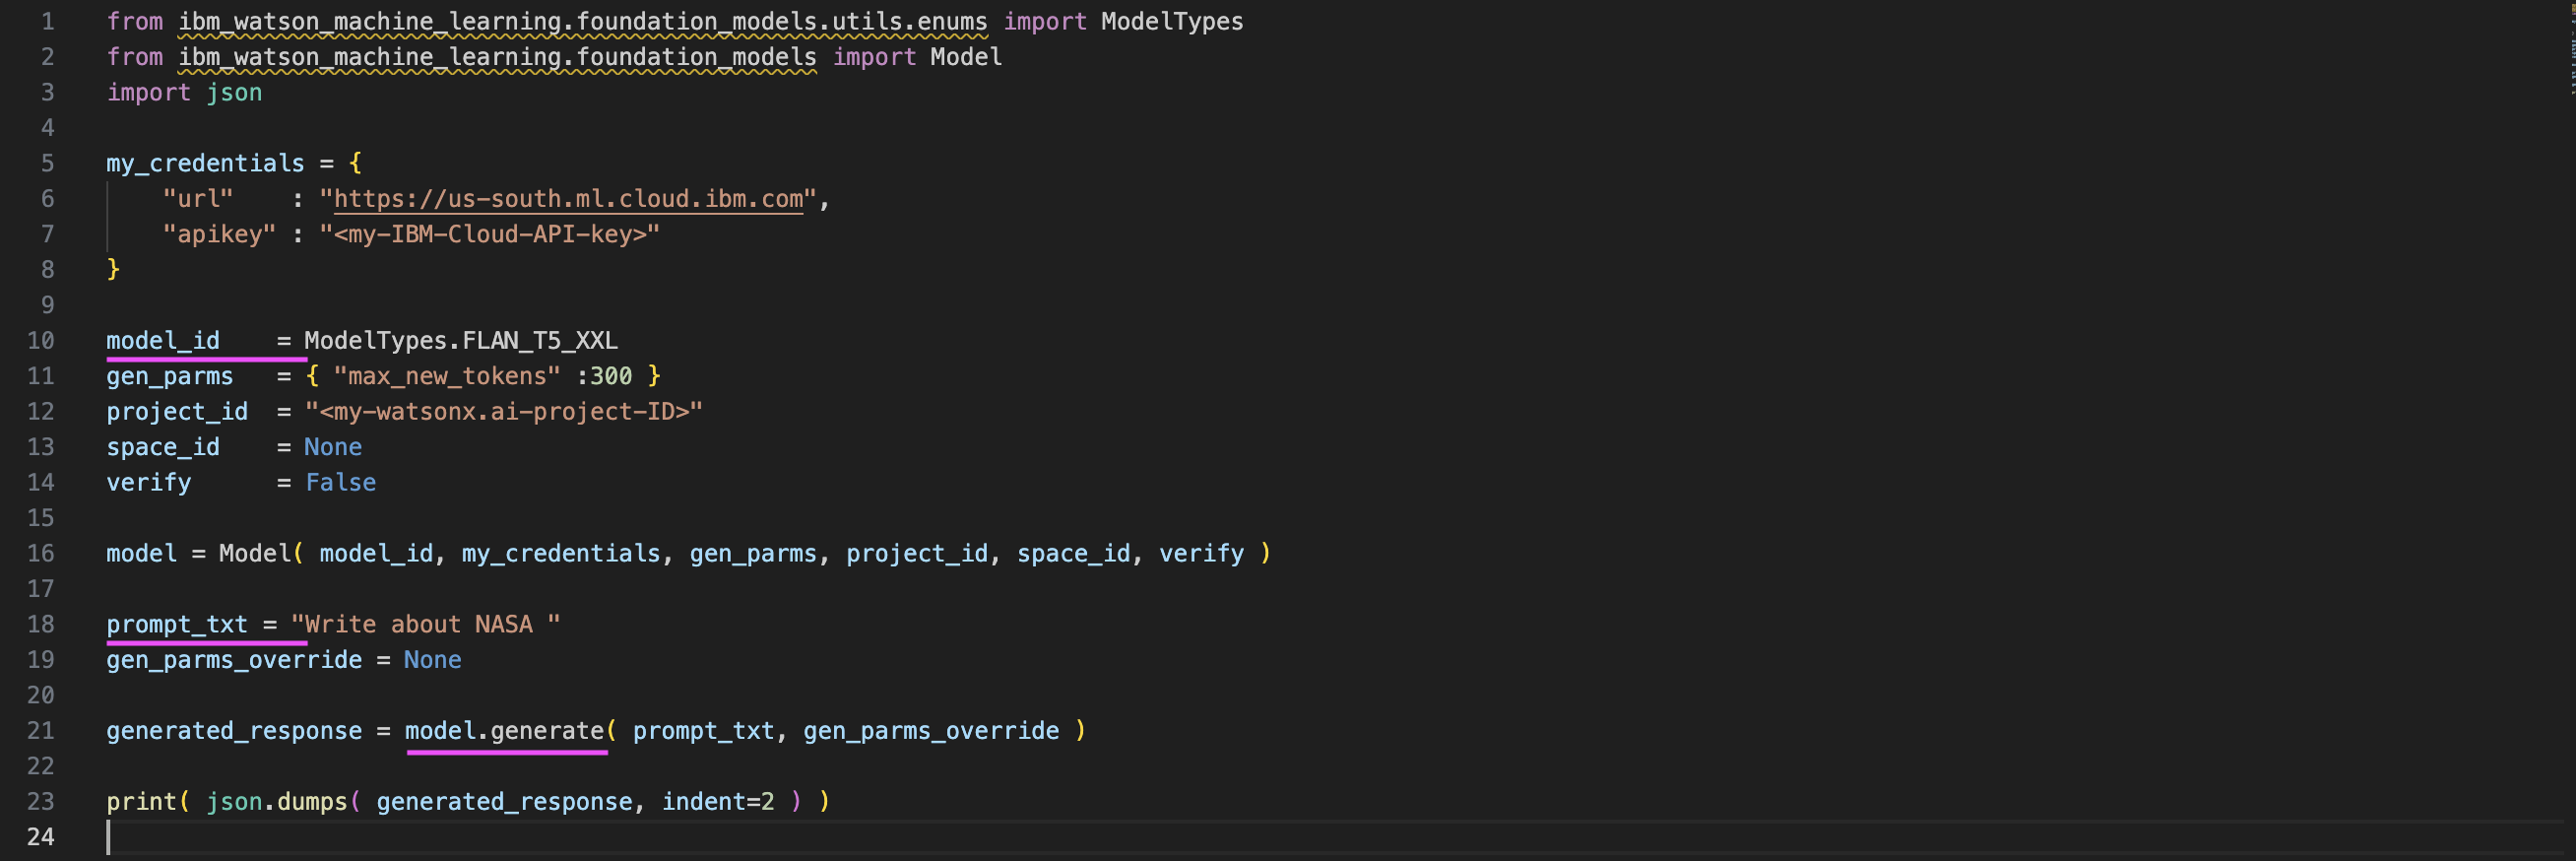 1 from ibm_watson_machine_learning.foundation_models.utils.enums import ModelTypes
2 from ibm_watson_machine_learning.foundation_models import Model
3 import json
4
5 my_credentials = {
6     "url"    : "https://us-south.ml.cloud.ibm.com",
7     "apikey" : "<my-IBM-Cloud-API-key>"
8 }
9
10 model_id    = ModelTypes.FLAN_T5_XXL
11 gen_parms   = { "max_new_tokens" :300 }
12 project_id  = "<my-watsonx.ai-project-ID>"
13 space_id    = None
14 verify      = False
15
16 model = Model( model_id, my_credentials, gen_parms, project_id, space_id, verify )
17
18 prompt_txt = "Write about NASA "
19 gen_parms_override = None
20
21 generated_response = model.generate( prompt_txt, gen_parms_override )
22
23 print( json.dumps( generated_response, indent=2 ) )
24